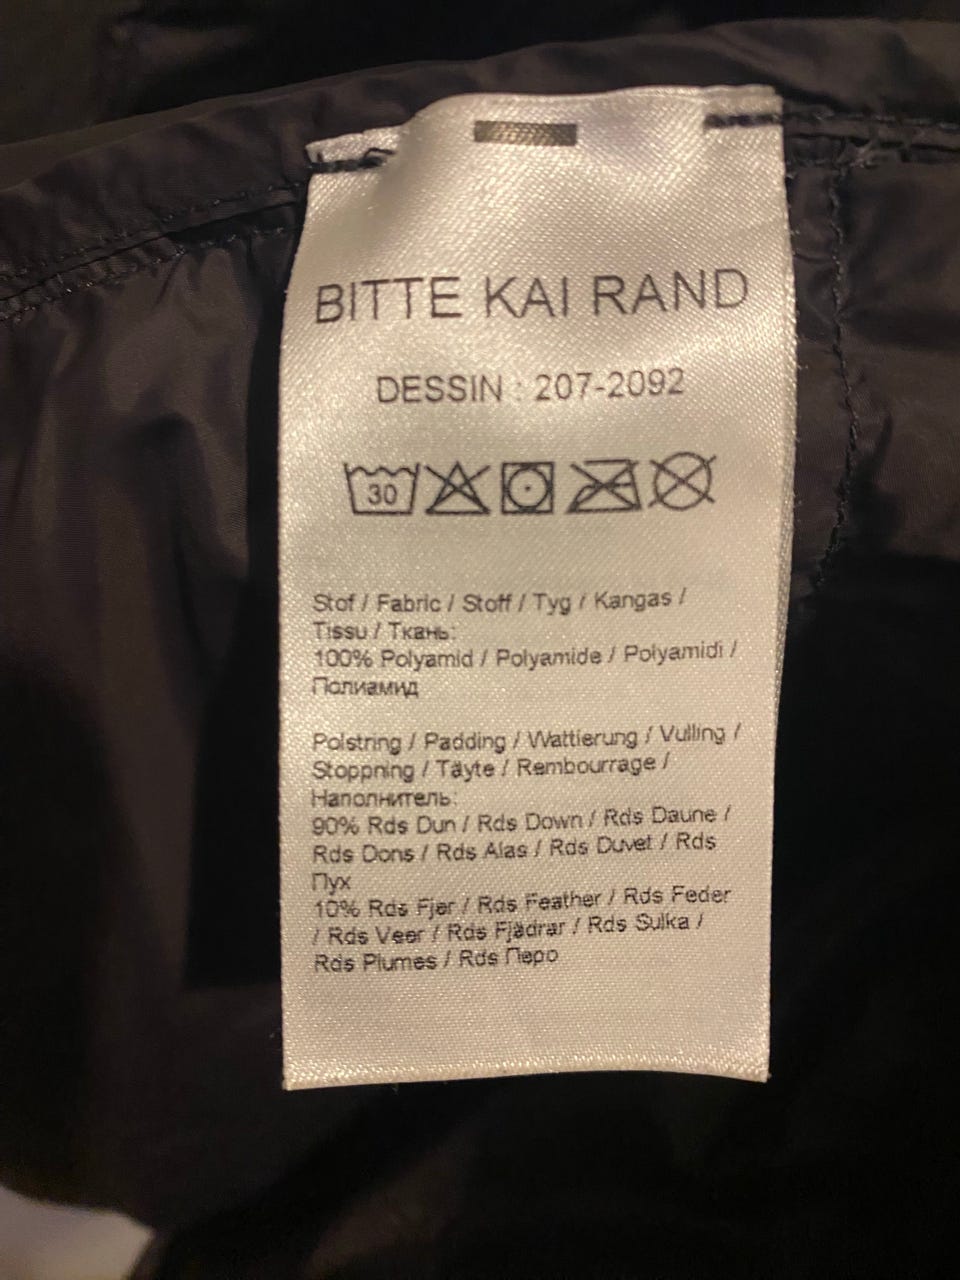 BITTE KAI RAND
DESSIN : 207-2092
30
Stof / Fabric / Stoff / Tyg / Kangas /
Tissu / Ткань:
100% Polyamid / Polyamide / Polyamidi /
Полиамид
Polstring / Padding / Wattierung / Vulling /
Stoppning / Täyte / Rembourrage /
Наполнитель:
90% Rds Dun / Rds Down / Rds Daune /
Rds Dons / Rds Alas / Rds Duvet / Rds
Пух
10% Rds Fjer / Rds Feather / Rds Feder
/ Rds Veer / Rds Fjädrar / Rds Sulka /
Rds Plumes / Rds Перо